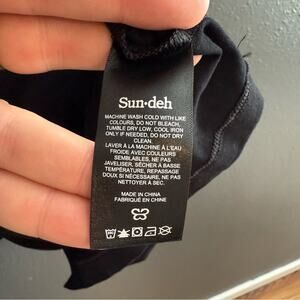 Sun·deh
MACHINE WASH COLD WITH LIKE
COLOURS, DO NOT BLEACH,
TUMBLE DRY LOW, COOL IRON
ONLY IF NEEDED, DO NOT DRY
CLEAN.
LAVER À LA MACHINE À L'EAU
FROIDE AVEC COULEURS
SEMBLABLES, NE PAS
JAVELISER. SÉCHER À BASSE
TEMPÉRATURE, REPASSAGE
DOUX SI NÉCESSAIRE, NE PAS
NETTOYER À SEC.
MADE IN CHINA
FABRIQUÉ EN CHINE